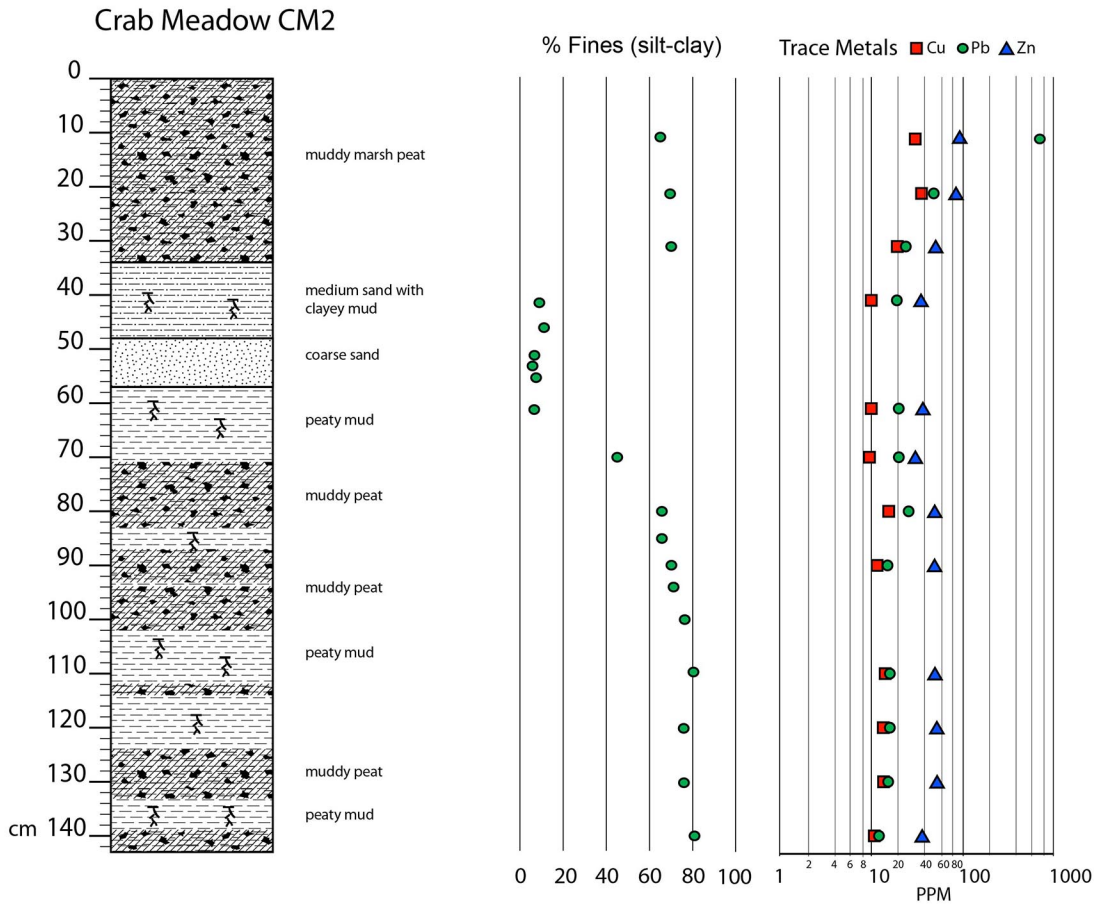 Crab Meadow CM2
% Fines (silt-clay)
Trace Metals Cu Pb Zn
0
10
20
30
40
50
60
70
80
90
100
110
120
130
cm 140
muddy marsh peat
medium sand with
clayey mud
coarse sand
peaty mud
muddy peat
muddy peat
peaty mud
muddy peat
peaty mud
0 20 40 60 80 100
1 2 4 6 8 10 20 40 60 80 100 1000
PPM